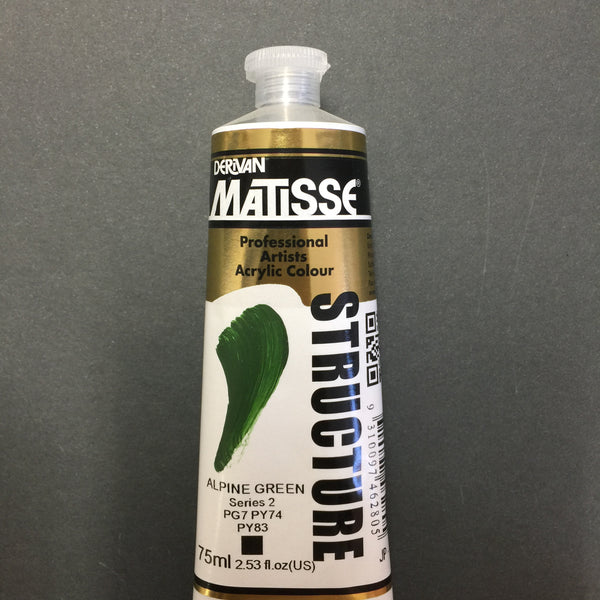 DERIVAN
MATISSE®
Professional
Artists
Acrylic Colour
STRUCTURE
ALPINE GREEN
Series 2
PG7 PY74
PY83
75ml 2.53 fl.oz(US)
9 310097 462805